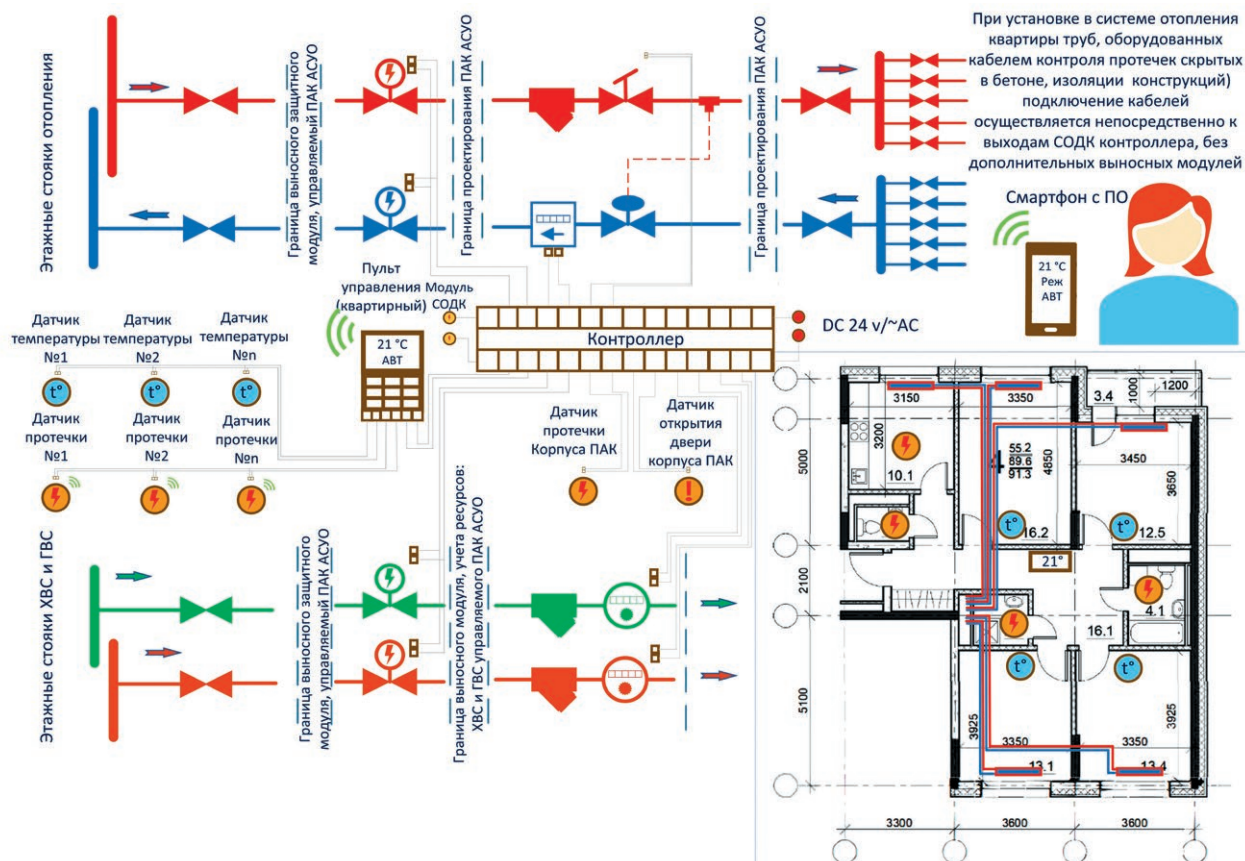 Этажные стояки отопления
Граница выносного защитного
модуля, управляемый ПАК АСУО
Граница проектирования ПАК АСУО
Граница проектирования ПАК АСУО
При установке в системе отопления
квартиры труб, оборудованных
кабелем контроля протечек скрытых
в бетоне, изоляции конструкций)
подключение кабелей
осуществляется непосредственно к
выходам СОДК контроллера, без
дополнительных выносных модулей
Смартфон с ПО
21 °C
Реж
АВТ
Пульт
управления
(квартирный)
Модуль
СОДК
21 °C
АВТ
Контроллер
DC 24 v/~AC
Датчик
температуры
№1
Датчик
температуры
№2
Датчик
температуры
№n
t°
t°
t°
Датчик
протечки
№1
Датчик
протечки
№2
Датчик
протечки
№n
Датчик
протечки
Корпуса ПАК
Датчик
открытия
двери
корпуса ПАК
Этажные стояки ХВС и ГВС
Граница выносного защитного
модуля, управляемый ПАК АСУО
Граница выносного модуля, учета ресурсов:
ХВС и ГВС управляемого ПАК АСУО
3150
3350
3.4
1000
1200
3200
5000
10.1
55.2
89.6
91.3
4850
3450
3650
t°
16.2
t°
12.5
21°
2100
4.1
16.1
t°
t°
5100
3925
3350
3350
3925
13.1
13.4
3300
3600
3600